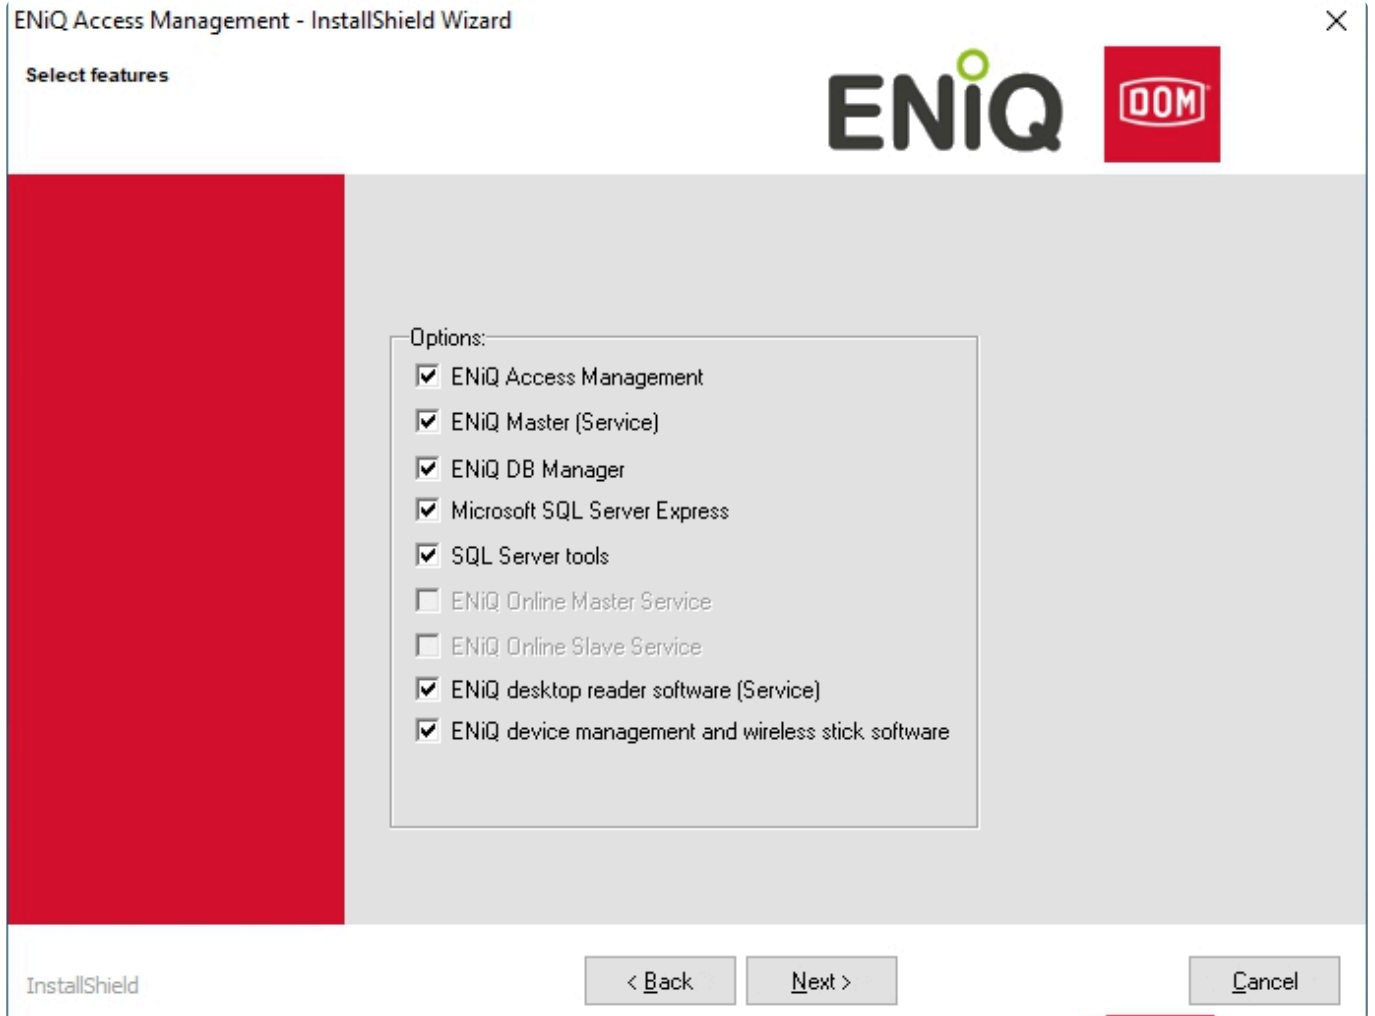 ENiQ Access Management - InstallShield Wizard
Select features
ENiQ
DOM
Options:
ENiQ Access Management
ENiQ Master (Service)
ENiQ DB Manager
Microsoft SQL Server Express
SQL Server tools
ENiQ Online Master Service
ENiQ Online Slave Service
ENiQ desktop reader software (Service)
ENiQ device management and wireless stick software
InstallShield
< Back
Next >
Cancel